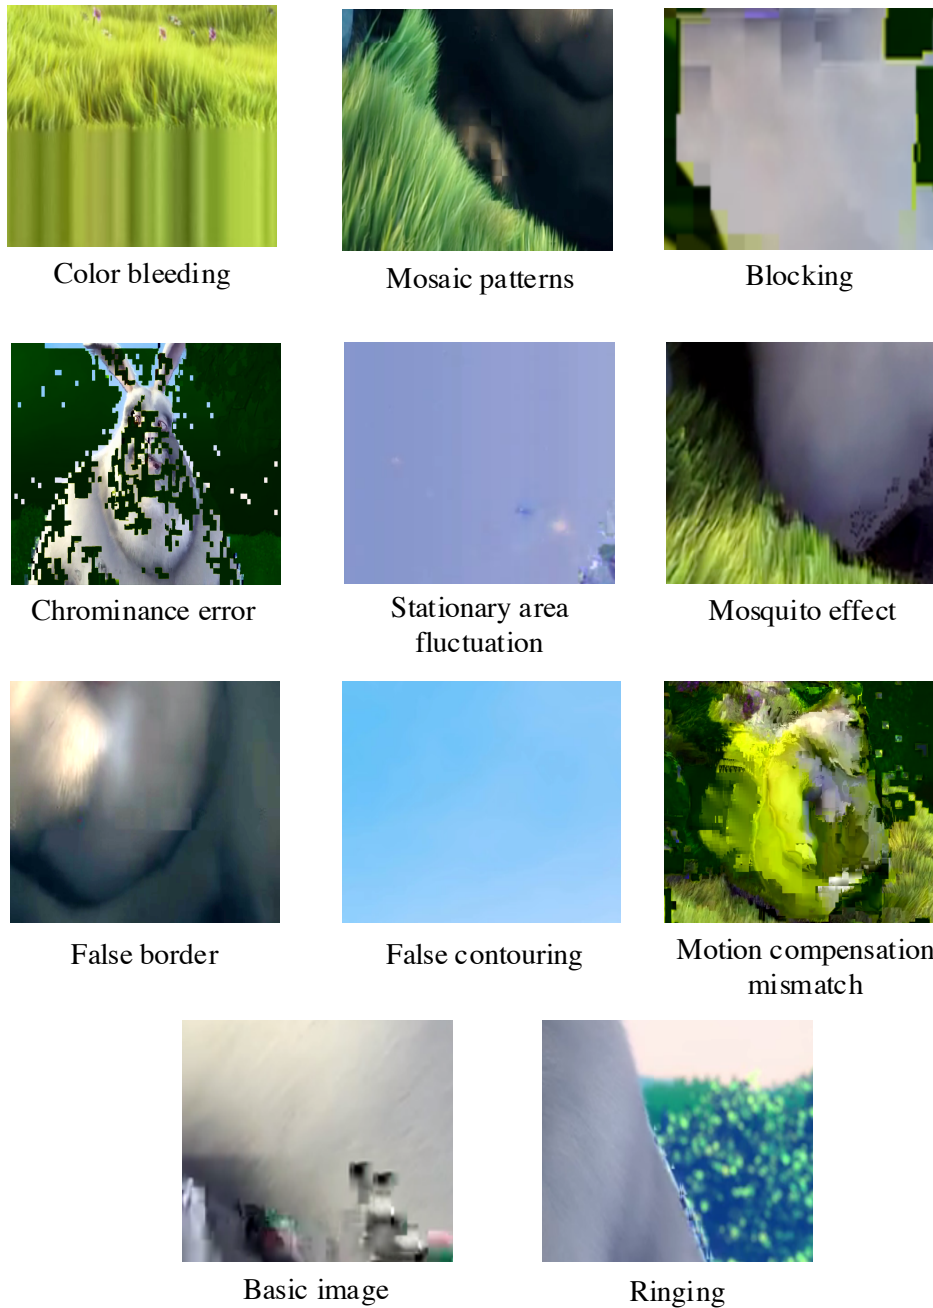 Color bleeding
Mosaic patterns
Blocking
Chrominance error
Stationary area
fluctuation
Mosquito effect
False border
False contouring
Motion compensation
mismatch
Basic image
Ringing